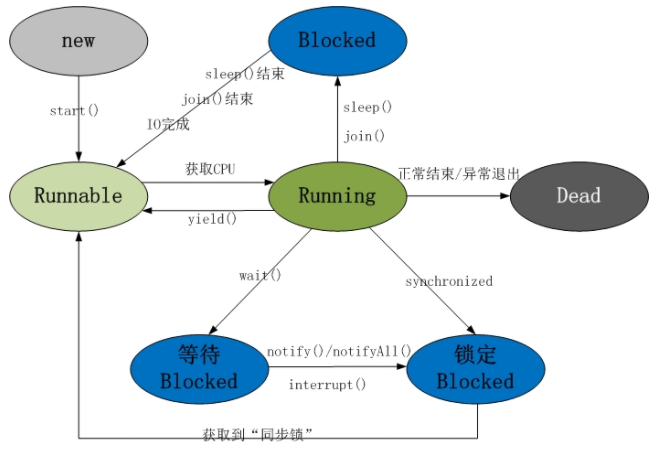 new
Blocked
start()
sleep()结束
join()结束
IO完成
sleep()
join()
Runnable
获取CPU
yield()
Running
正常结束/异常退出
Dead
wait()
synchronized
等待
Blocked
notify()/notifyAll()
interrupt()
锁定
Blocked
获取到“同步锁”